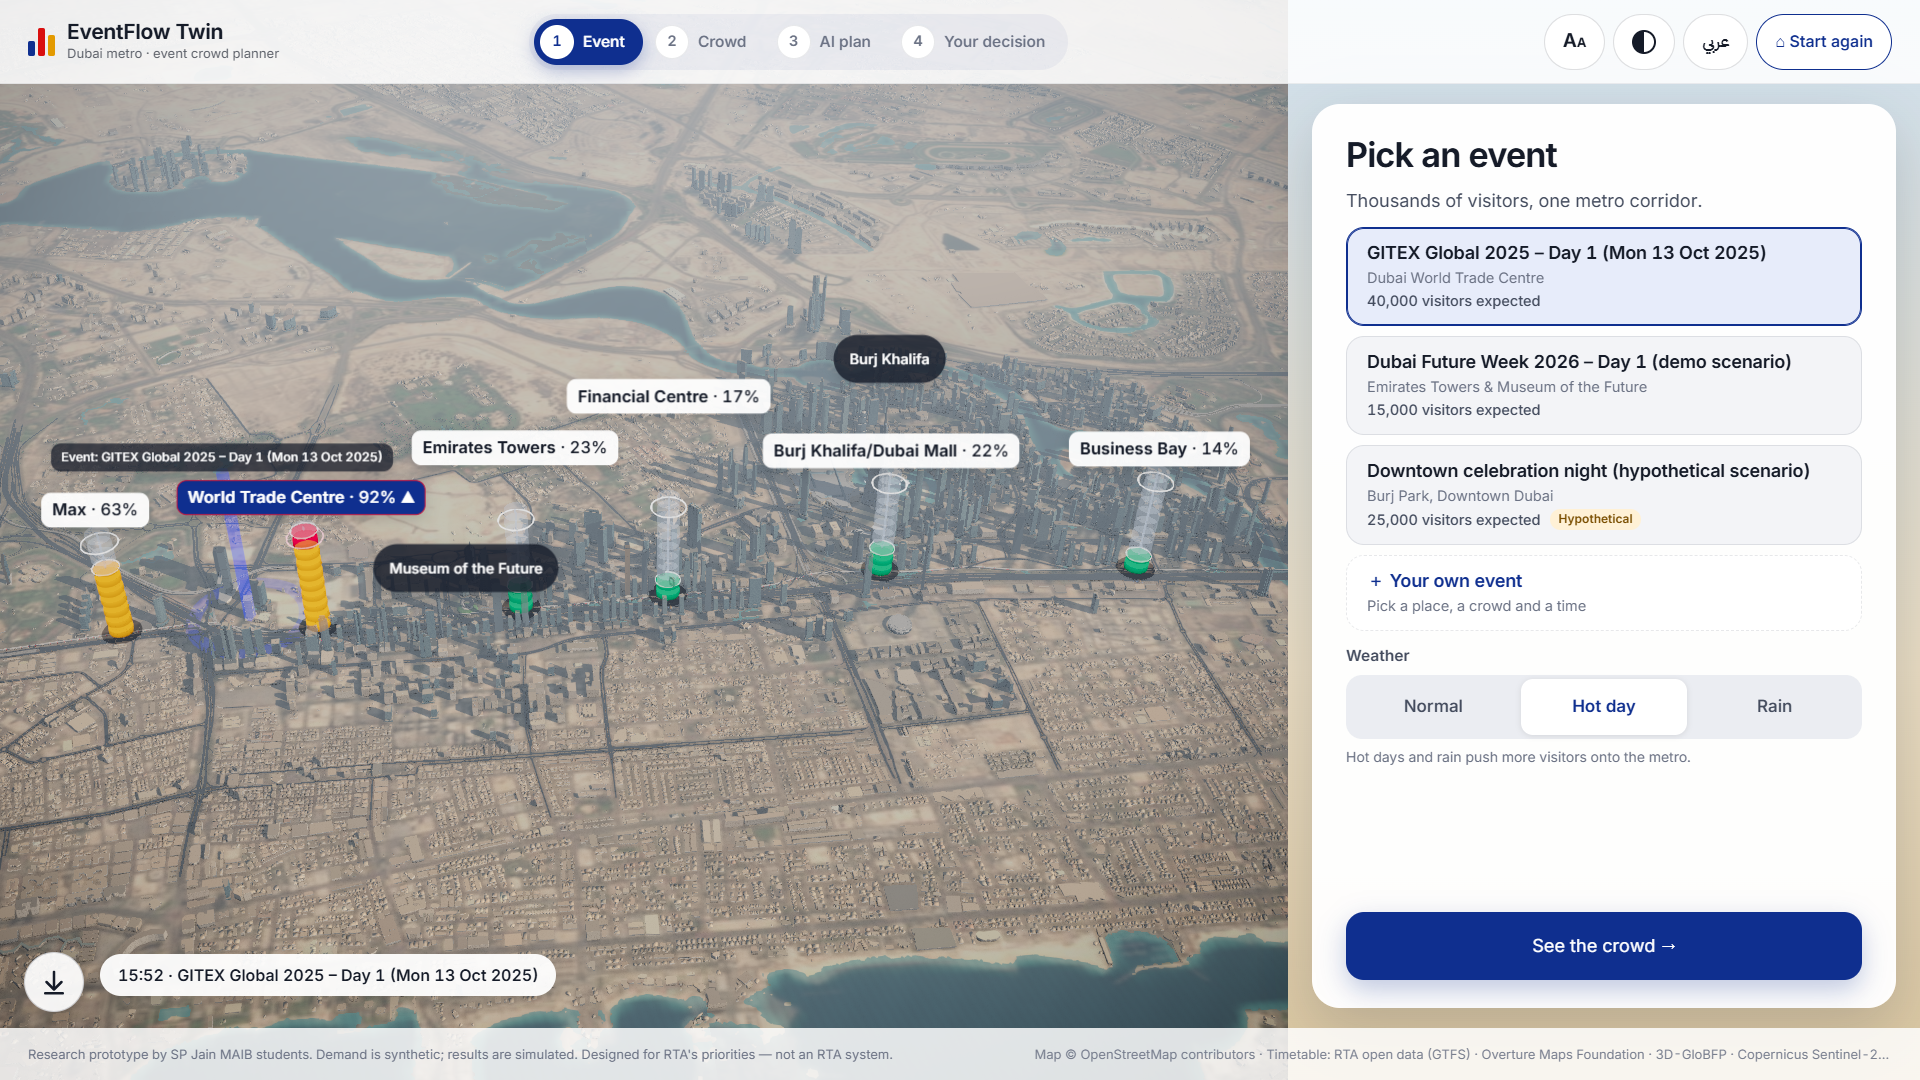 EventFlow Twin
Dubai metro · event crowd planner
1 Event
2 Crowd
3 AI plan
4 Your decision
AA
عربي
⌂ Start again
Burj Khalifa
Financial Centre · 17%
Emirates Towers · 23%
Burj Khalifa/Dubai Mall · 22%
Business Bay · 14%
Event: GITEX Global 2025 – Day 1 (Mon 13 Oct 2025)
World Trade Centre · 92% ▲
Max · 63%
Museum of the Future
15:52 · GITEX Global 2025 – Day 1 (Mon 13 Oct 2025)
Pick an event
Thousands of visitors, one metro corridor.
GITEX Global 2025 – Day 1 (Mon 13 Oct 2025)
Dubai World Trade Centre
40,000 visitors expected
Dubai Future Week 2026 – Day 1 (demo scenario)
Emirates Towers & Museum of the Future
15,000 visitors expected
Downtown celebration night (hypothetical scenario)
Burj Park, Downtown Dubai
25,000 visitors expected Hypothetical
+ Your own event
Pick a place, a crowd and a time
Weather
Normal
Hot day
Rain
Hot days and rain push more visitors onto the metro.
See the crowd →
Research prototype by SP Jain MAIB students. Demand is synthetic; results are simulated. Designed for RTA's priorities — not an RTA system.
Map © OpenStreetMap contributors · Timetable: RTA open data (GTFS) · Overture Maps Foundation · 3D-GloBFP · Copernicus Sentinel-2...